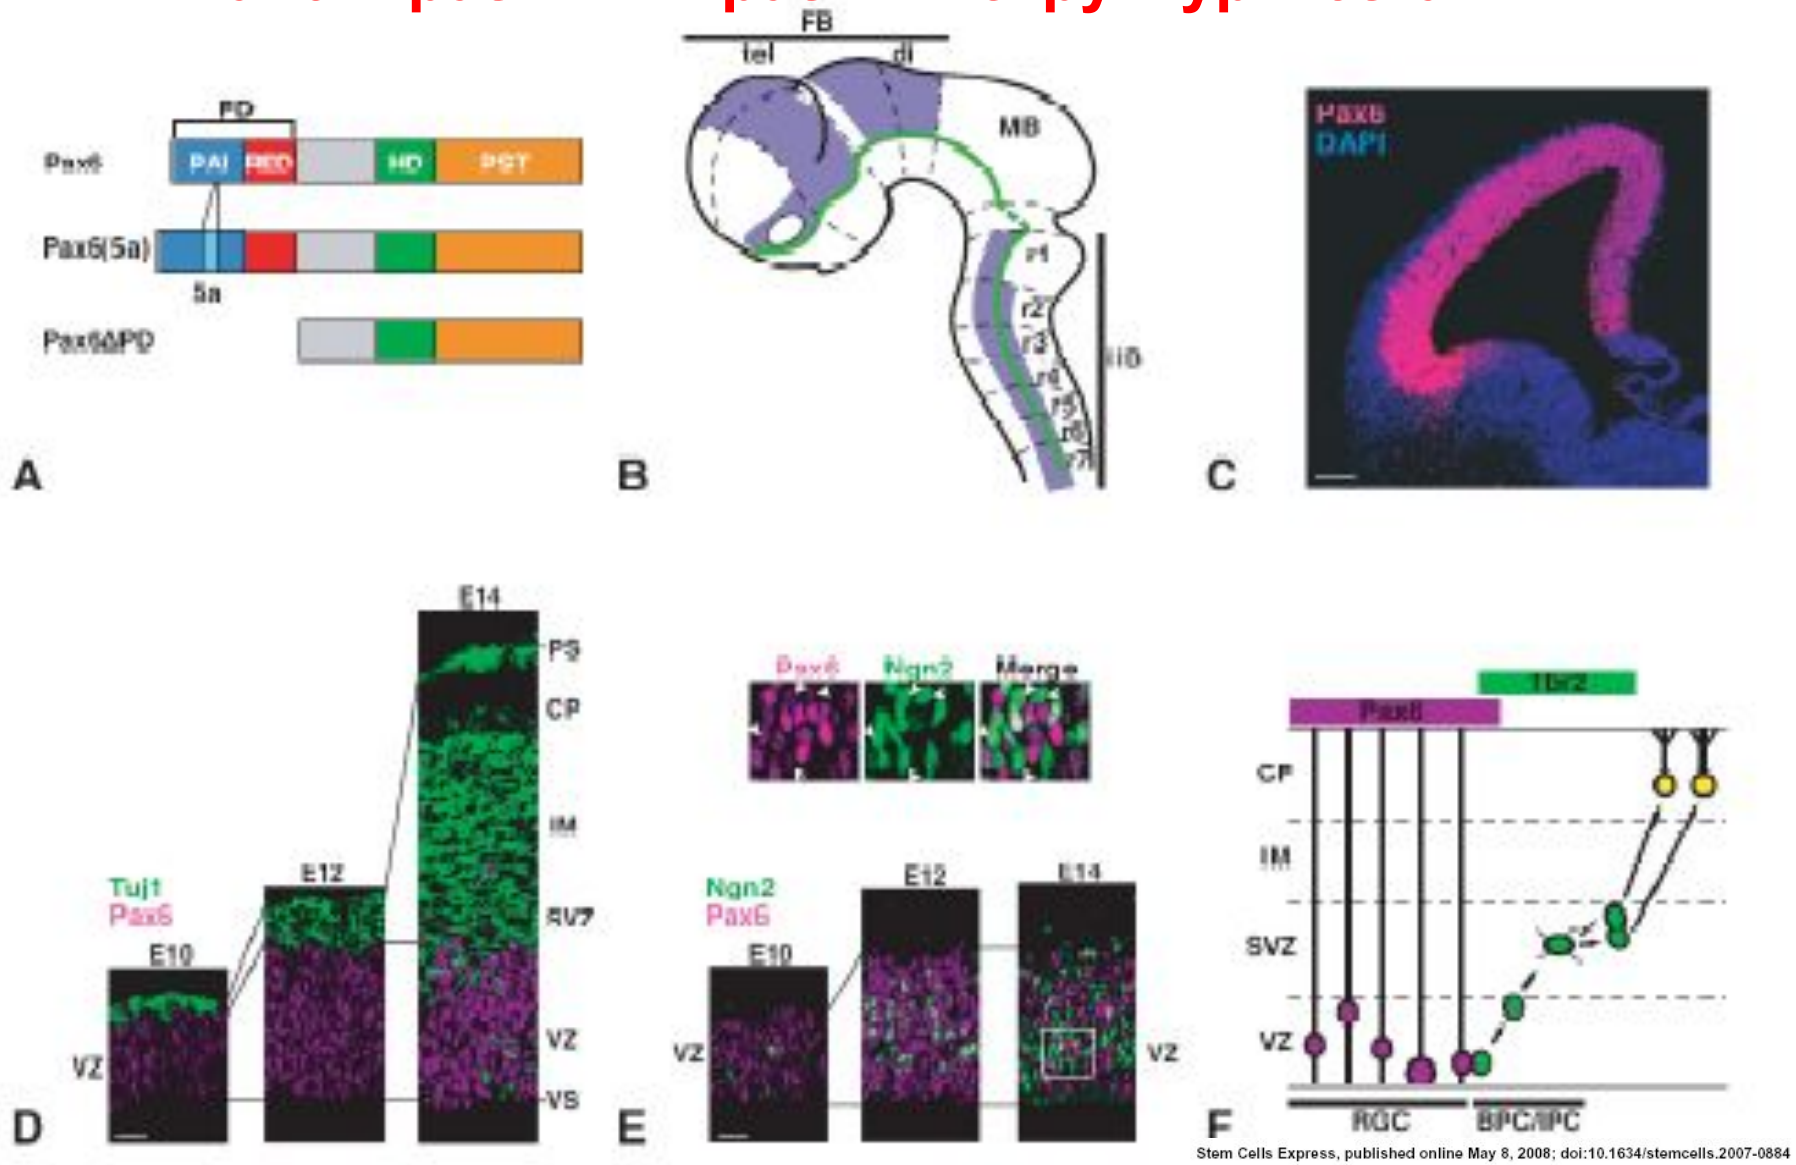 FB
tel
di
PD
Pax6
PAI
RED
HD
PST
Pax6(5a)
5a
Pax6ΔPD
MB
r1
r2
r3
r4
r5
r6
r7
Pax6
DAPI
A
B
C
E14
PS
CP
IM
SVZ
VZ
VS
E12
Tuj1
Pax6
E10
VZ
D
Pax6
Ngn2
Merge
Ngn2
Pax6
E10
E12
E14
VZ
VZ
E
Tbr2
Pax6
CP
IM
SVZ
VZ
RGC
BPC/IPC
F
Stem Cells Express, published online May 8, 2008; doi:10.1634/stemcells.2007-0884